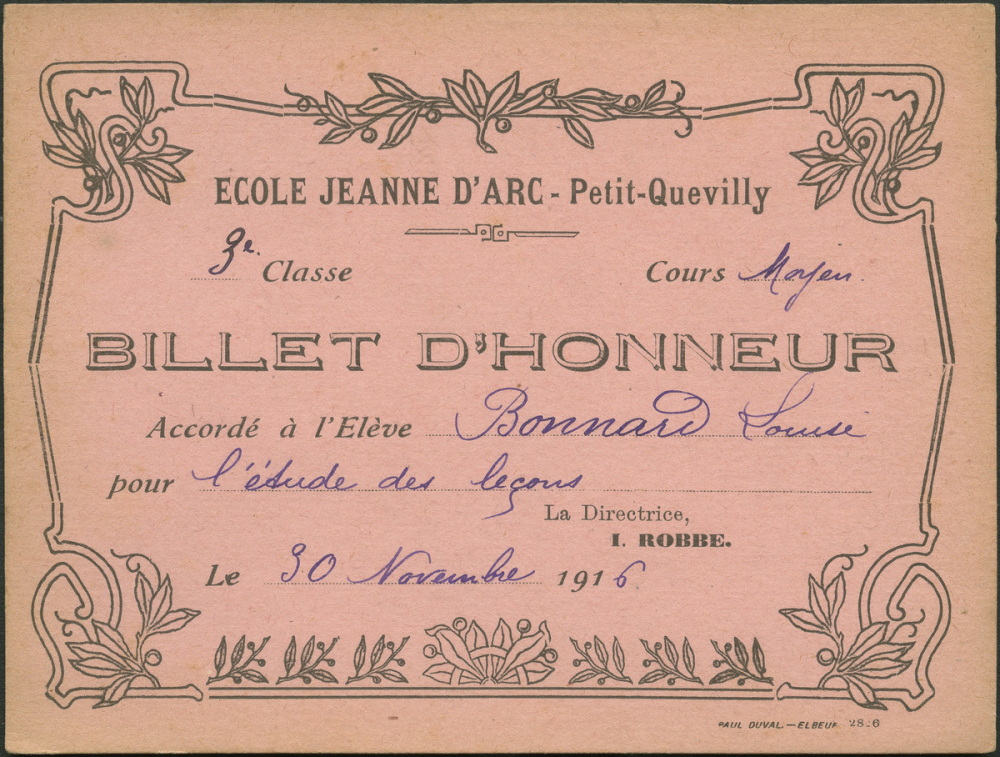 ECOLE JEANNE D'ARC - Petit-Quevilly
3e. Classe Cours Moyen.
BILLET D'HONNEUR
Accordé à l'Elève Bonnard Louise
pour l'étude des leçons
La Directrice,
I. ROBBE.
Le 30 Novembre 1916.
PAUL DUVAL.—ELBEUF 28_6